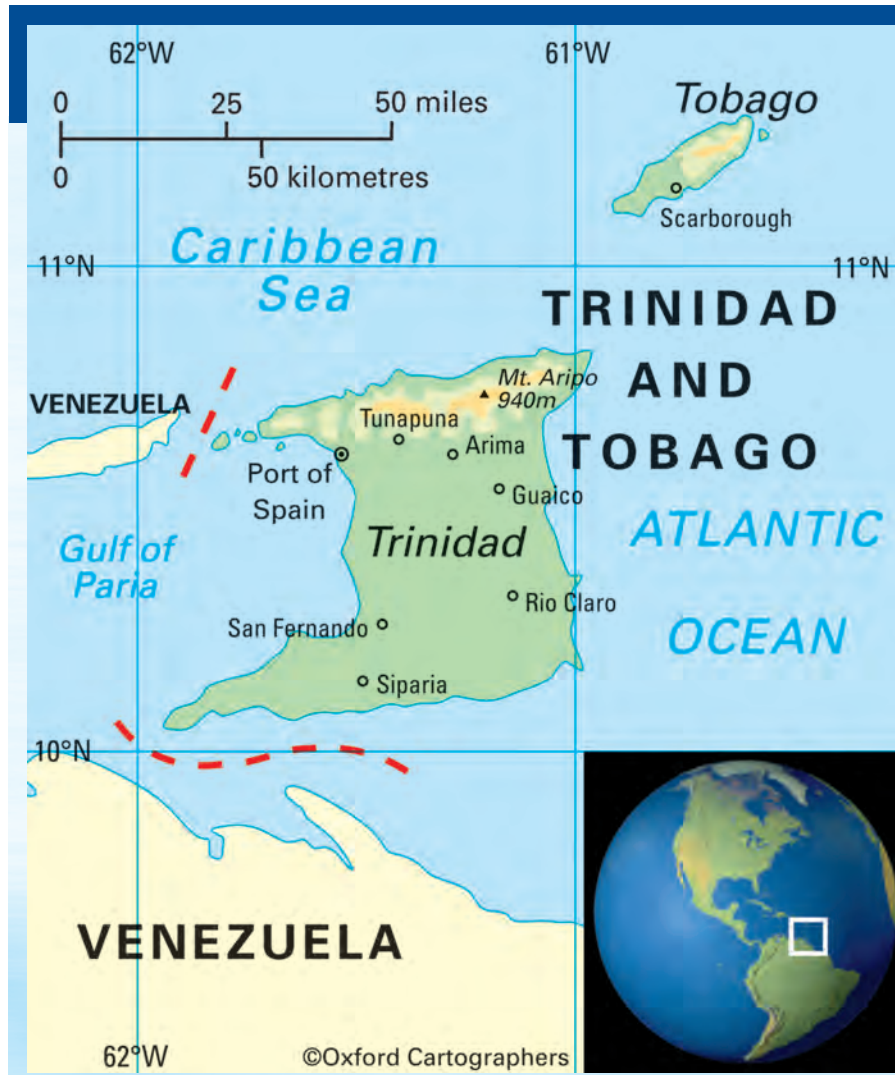 62°W 61°W
0 25 50 miles
0 50 kilometres
Tobago
Scarborough
Caribbean
Sea
11°N 11°N
TRINIDAD
AND
TOBAGO
Mt. Aripo
940m
VENEZUELA
Tunapuna
Arima
Port of
Spain
Guaico
Trinidad
ATLANTIC
OCEAN
Gulf of
Paria
Rio Claro
San Fernando
Siparia
10°N
VENEZUELA
62°W
©Oxford Cartographers